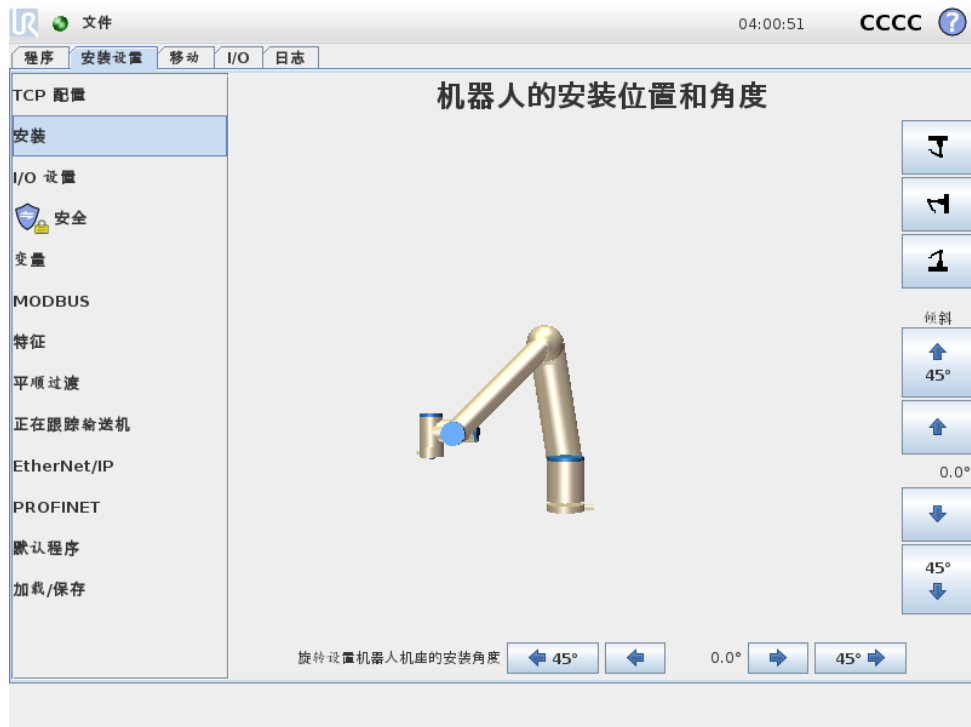 UR 文件 04:00:51 CCCC ?
程序 安装设置 移动 I/O 日志
TCP 配置
机器人的安装位置和角度
安装
I/O 设置
安全
变量
MODBUS
特征
平顺过渡
正在跟踪输送机
EtherNet/IP
PROFINET
默认程序
加载/保存
倾斜
45°
0.0°
45°
旋转设置机器人机座的安装角度 45° 0.0° 45°